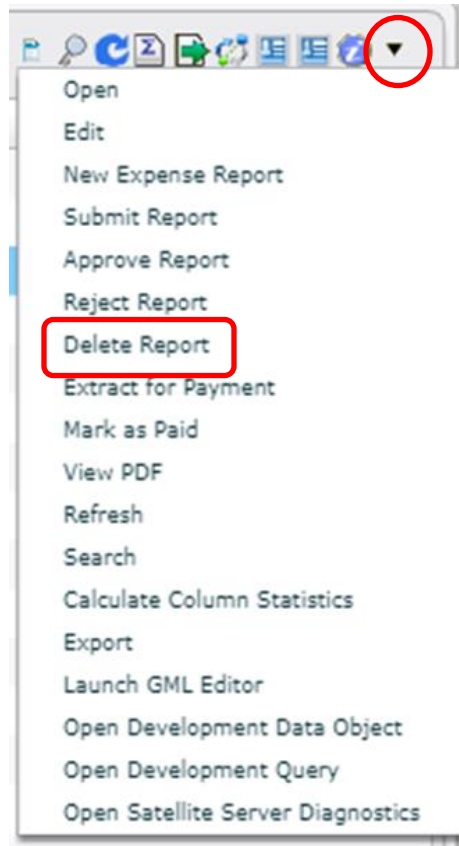 Open
Edit
New Expense Report
Submit Report
Approve Report
Reject Report
Delete Report
Extract for Payment
Mark as Paid
View PDF
Refresh
Search
Calculate Column Statistics
Export
Launch GML Editor
Open Development Data Object
Open Development Query
Open Satellite Server Diagnostics